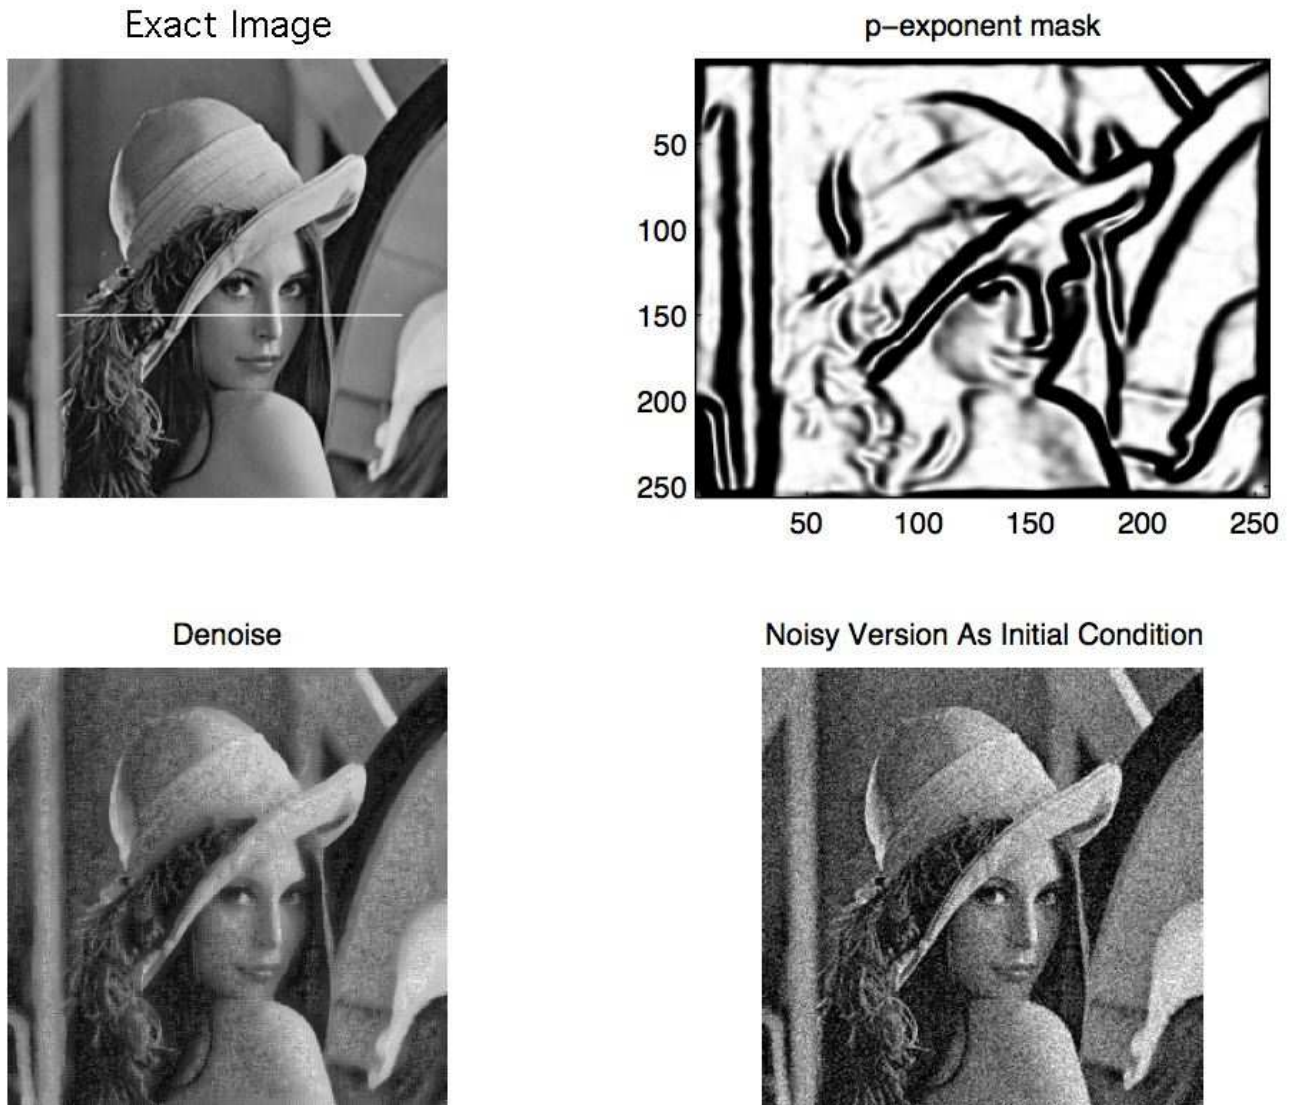 Exact Image
p-exponent mask
50
100
150
200
250
50 100 150 200 250
Denoise
Noisy Version As Initial Condition